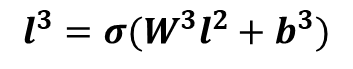 l³ = σ(W³l² + b³)